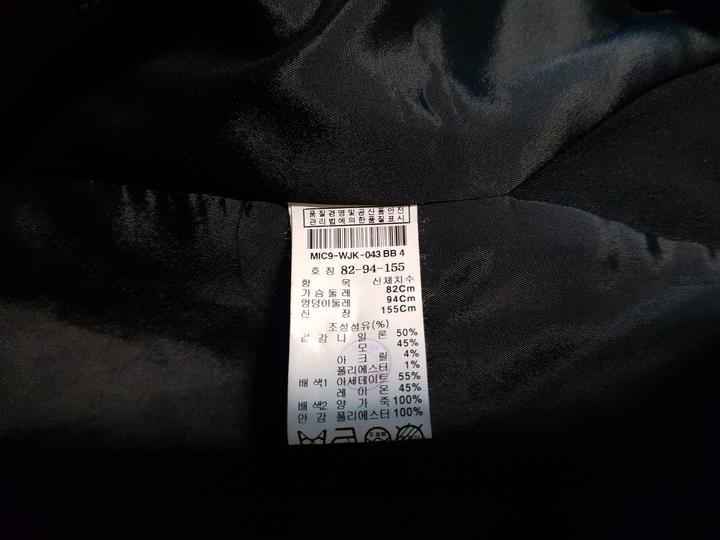 품질경영및공산품안전
관리법에의한품질표시
MIC9-WJK-043 BB 4
호 칭 82-94-155
항 목 신체치수
가슴둘레 82Cm
엉덩이둘레 94Cm
신 장 155Cm
조성섬유(%)
겉감 나 일 론 50%
모 45%
아 크 릴 4%
폴리에스터 1%
배색1 아세테이트 55%
레 이 온 45%
배색2 양 가 죽 100%
안 감 폴리에스터 100%